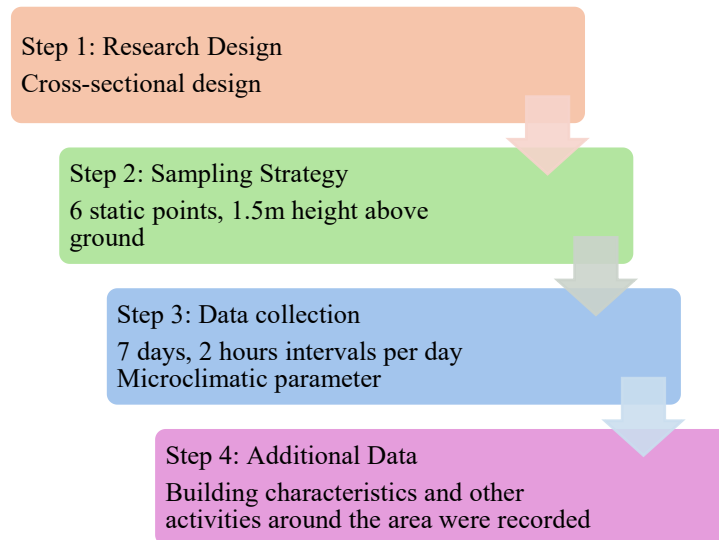 Step 1: Research Design
Cross-sectional design
Step 2: Sampling Strategy
6 static points, 1.5m height above
ground
Step 3: Data collection
7 days, 2 hours intervals per day
Microclimatic parameter
Step 4: Additional Data
Building characteristics and other
activities around the area were recorded